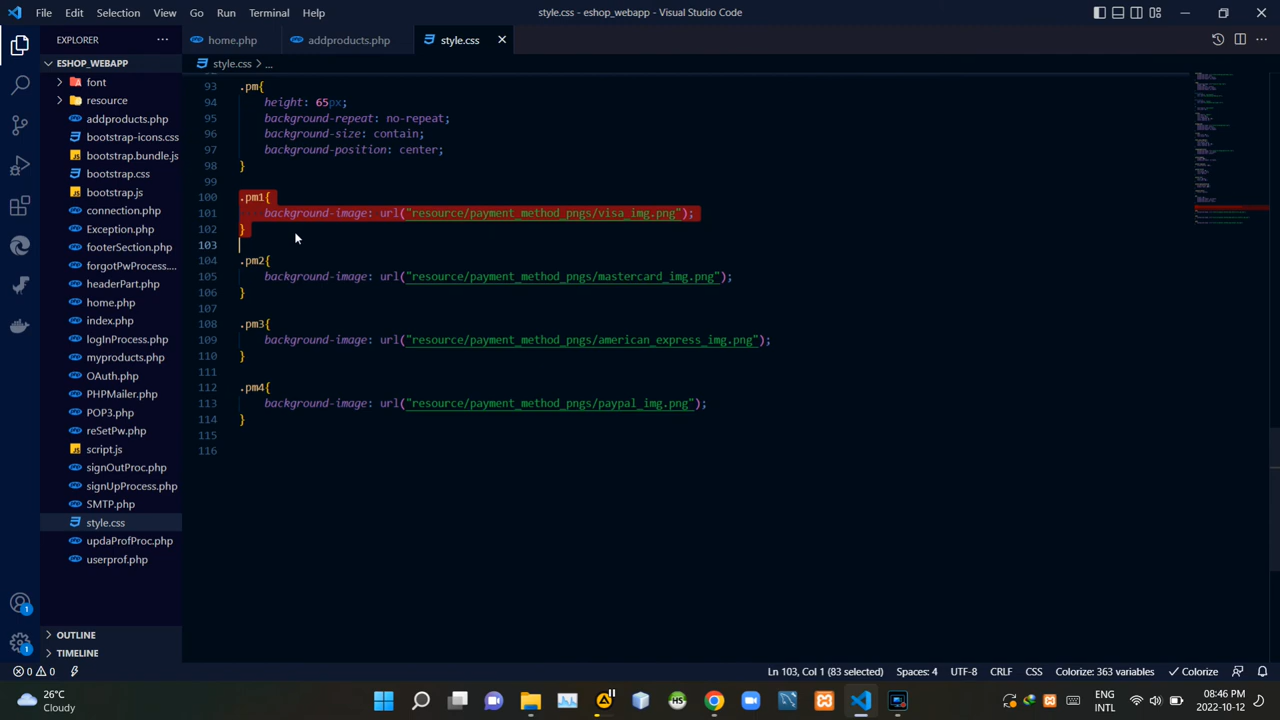 File Edit Selection View Go Run Terminal Help
style.css - eshop_webapp - Visual Studio Code
EXPLORER
home.php
addproducts.php
style.css
ESHOP_WEBAPP
style.css > ...
font
resource
addproducts.php
bootstrap-icons.css
bootstrap.bundle.js
bootstrap.css
bootstrap.js
connection.php
Exception.php
footerSection.php
forgotPwProcess....
headerPart.php
home.php
index.php
logInProcess.php
myproducts.php
OAuth.php
PHPMailer.php
POP3.php
reSetPw.php
script.js
signOutProc.php
signUpProcess.php
SMTP.php
style.css
updaProfProc.php
userprof.php
OUTLINE
TIMELINE
93 .pm{
94 height: 65px;
95 background-repeat: no-repeat;
96 background-size: contain;
97 background-position: center;
98 }
99
100 .pm1{
101 background-image: url("resource/payment_method_pngs/visa_img.png");
102 }
103
104 .pm2{
105 background-image: url("resource/payment_method_pngs/mastercard_img.png");
106 }
107
108 .pm3{
109 background-image: url("resource/payment_method_pngs/american_express_img.png");
110 }
111
112 .pm4{
113 background-image: url("resource/payment_method_pngs/paypal_img.png");
114 }
115
116
1
1
0 0
Ln 103, Col 1 (83 selected) Spaces: 4 UTF-8 CRLF CSS Colorize: 363 variables Colorize
26°C
Cloudy
HS
ENG
INTL
08:46 PM
2022-10-12
1